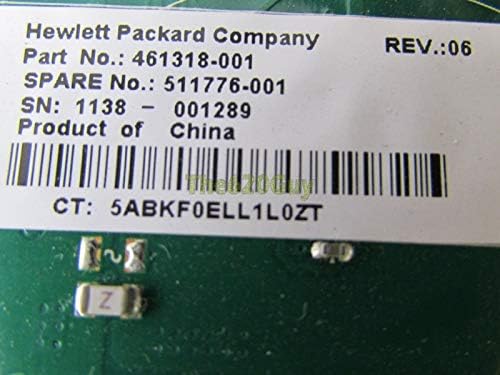 Hewlett Packard Company
REV.:06
Part No.: 461318-001
SPARE No.: 511776-001
SN: 1138 - 001289
Product of China
The620Guy
CT: 5ABKF0ELL1L0ZT
Z